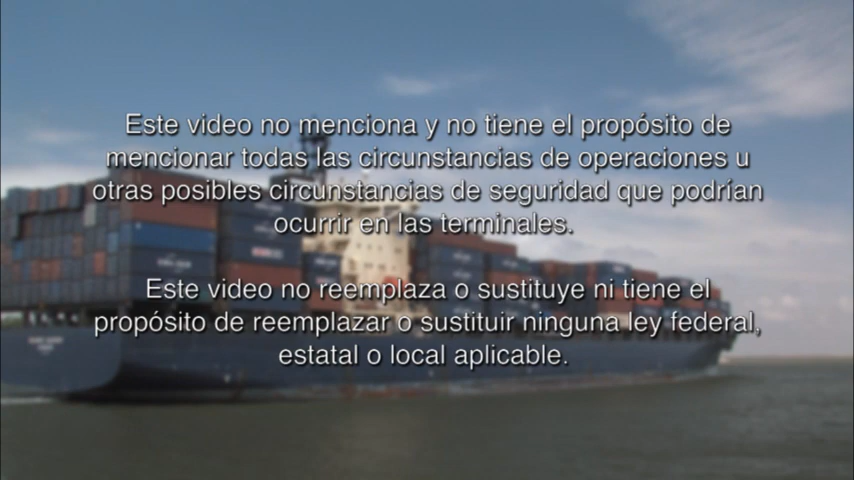 Este video no menciona y no tiene el propósito de
mencionar todas las circunstancias de operaciones u
otras posibles circunstancias de seguridad que podrían
ocurrir en las terminales.
Este video no reemplaza o sustituye ni tiene el
propósito de reemplazar o sustituir ninguna ley federal,
estatal o local aplicable.